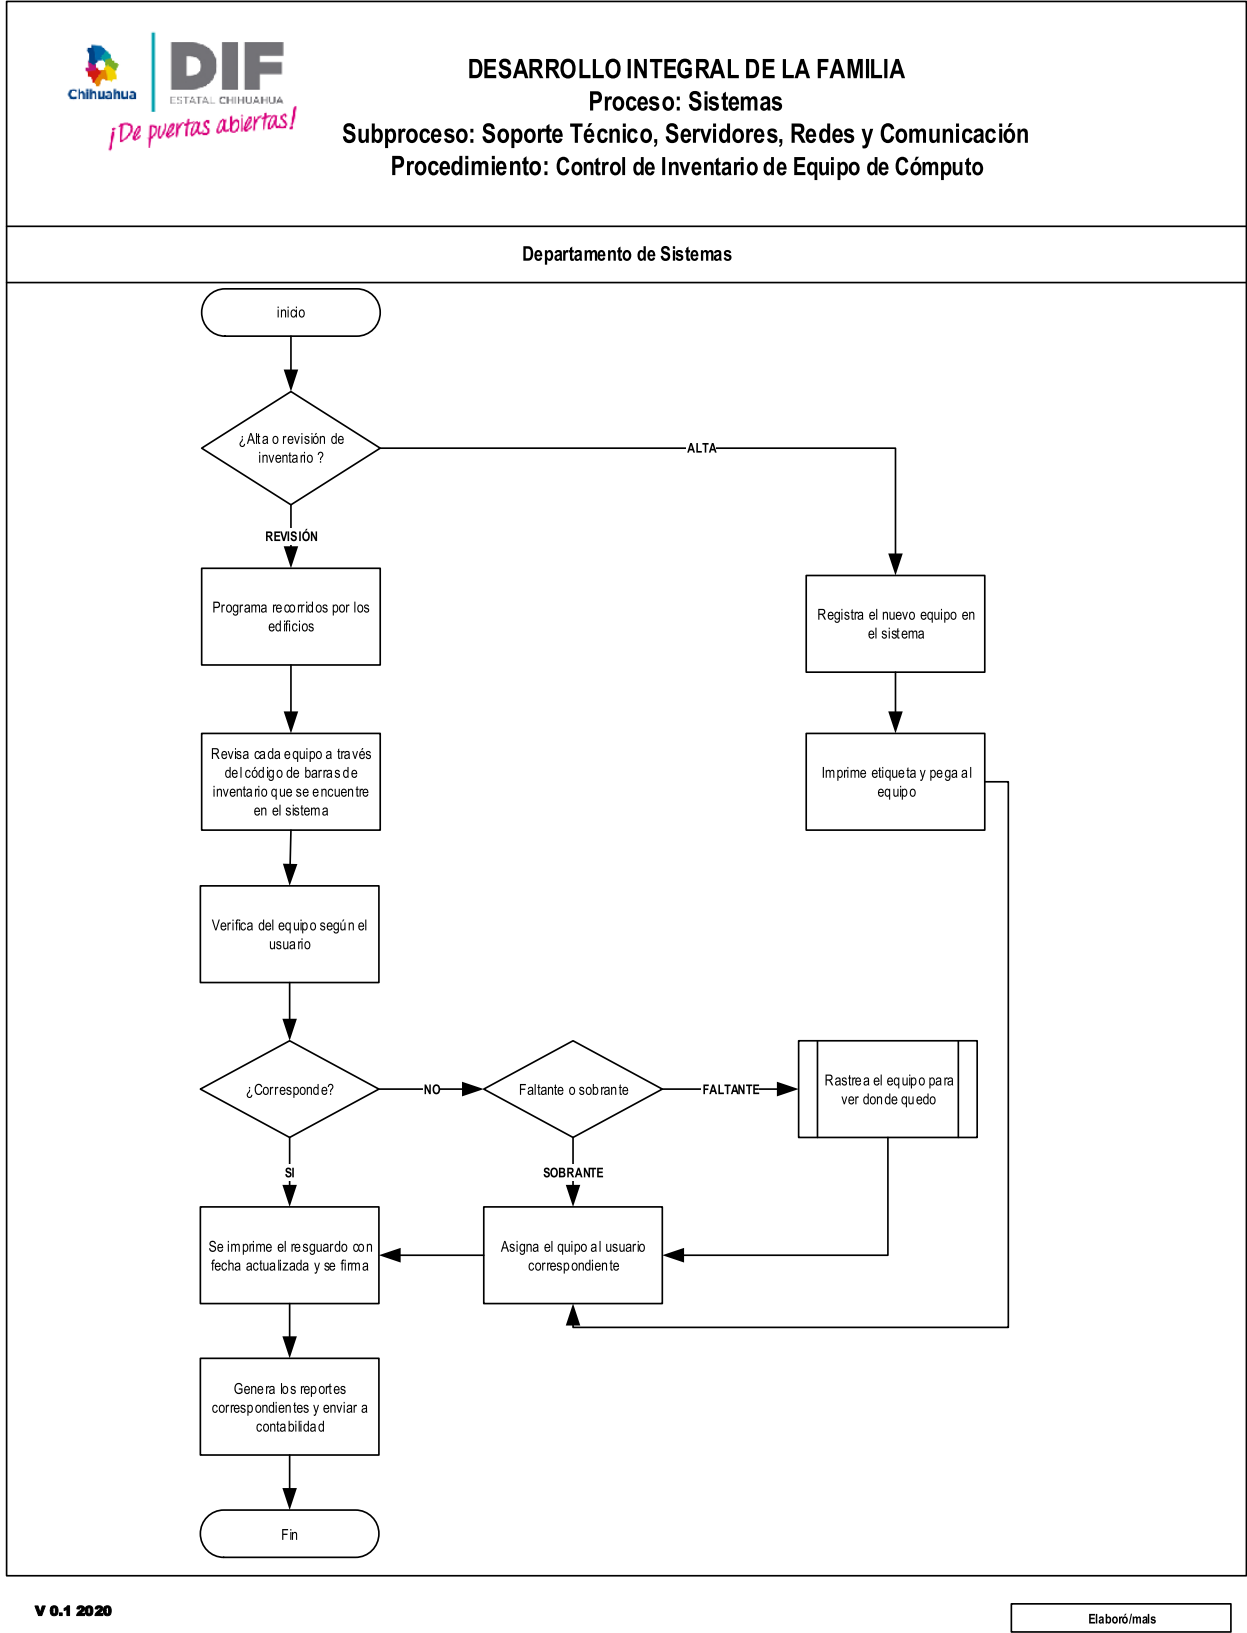 Chihuahua
DIF
ESTATAL CHIHUAHUA
¡De puertas abiertas!
DESARROLLO INTEGRAL DE LA FAMILIA
Proceso: Sistemas
Subproceso: Soporte Técnico, Servidores, Redes y Comunicación
Procedimiento: Control de Inventario de Equipo de Cómputo
Departamento de Sistemas
inicio
¿Alta o revisión de
inventario ?
ALTA
REVISIÓN
Programa recorridos por los
edificios
Registra el nuevo equipo en
el sistema
Revisa cada equipo a través
del código de barras de
inventario que se encuentre
en el sistema
Imprime etiqueta y pega al
equipo
Verifica del equipo según el
usuario
¿Corresponde?
NO
Faltante o sobrante
FALTANTE
Rastrea el equipo para
ver donde quedo
SI
SOBRANTE
Se imprime el resguardo con
fecha actualizada y se firma
Asigna el quipo al usuario
correspondiente
Genera los reportes
correspondientes y enviar a
contabilidad
Fin
V 0.1 2020
Elaboró/mals